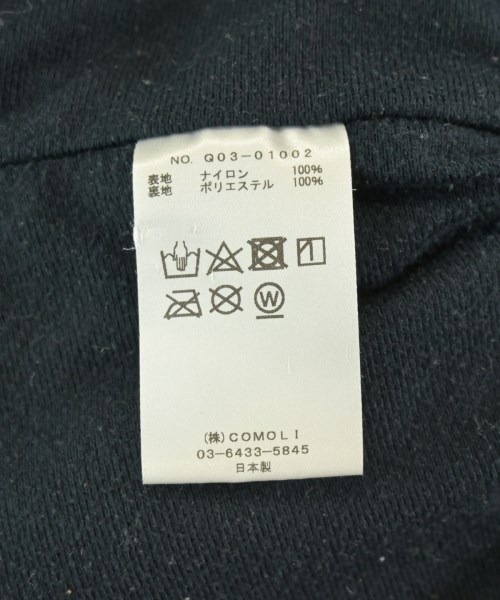 NO. Q03-01002
表地 ナイロン 100%
裏地 ポリエステル 100%
W
(株)COMOLI
03-6433-5845
日本製